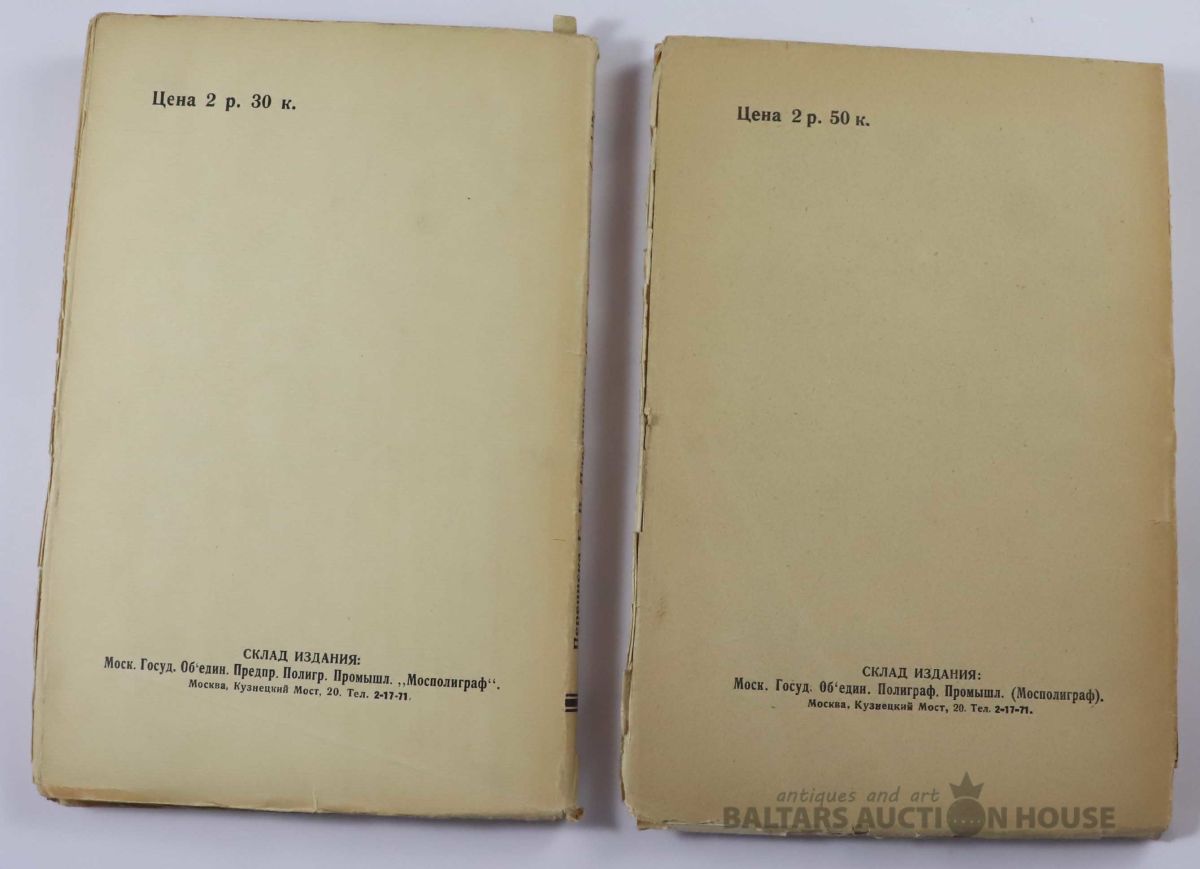 Цена 2 р. 30 к.
СКЛАД ИЗДАНИЯ:
Моск. Госуд. Об‘един. Предпр. Полигр. Промышл. „Мосполиграф“.
Москва, Кузнецкий Мост, 20. Тел. 2-17-71.
Цена 2 р. 50 к.
СКЛАД ИЗДАНИЯ:
Моск. Госуд. Об‘един. Полиграф. Промышл. (Мосполиграф).
Москва, Кузнецкий Мост, 20. Тел. 2-17-71.
antiques and art
BALTARS AUCTION HOUSE